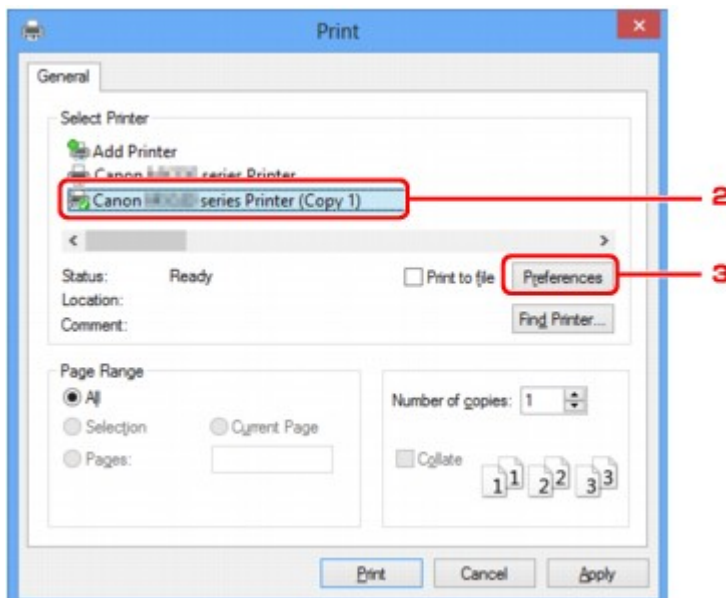 Print
General
Select Printer
Add Printer
Canon series Printer
Canon series Printer (Copy 1)
2
Status: Ready
Print to file
Preferences
3
Location:
Comment:
Find Printer...
Page Range
All
Selection
Current Page
Pages:
Number of copies: 1
Collate
1 1 2 2 3 3
Print
Cancel
Apply